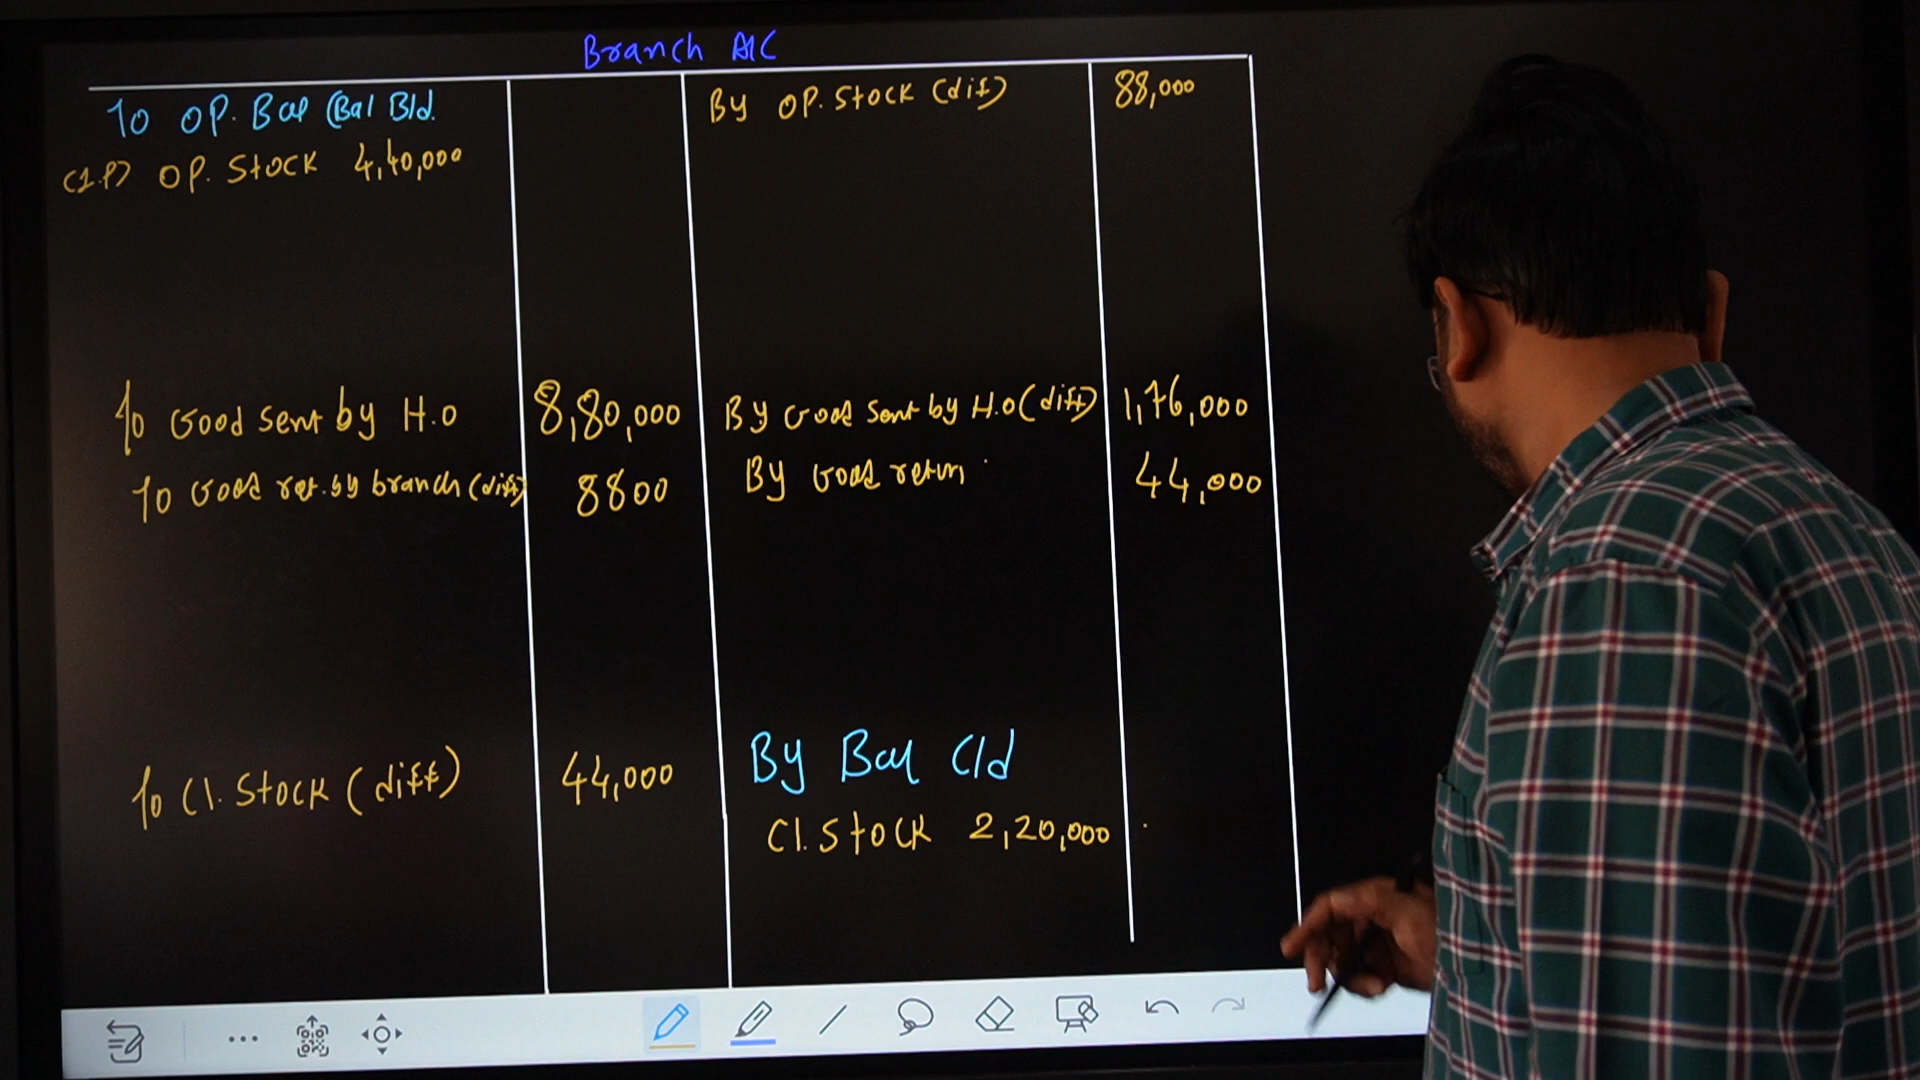 Branch A/C
To OP. Bal (Bal B/d.
(I.P) OP. Stock 4,40,000
By OP. Stock (dif) 88,000
To Good Sent by H.O 8,80,000
By Good Sent by H.O (diff) 1,76,000
To Good ret. by branch (diff) 8800
By Good return 44,000
To Cl. Stock (diff) 44,000
By Bal C/d
Cl. Stock 2,20,000